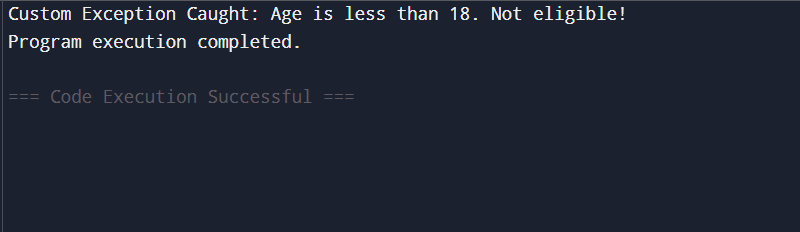 Custom Exception Caught: Age is less than 18. Not eligible!
Program execution completed.
=== Code Execution Successful ===